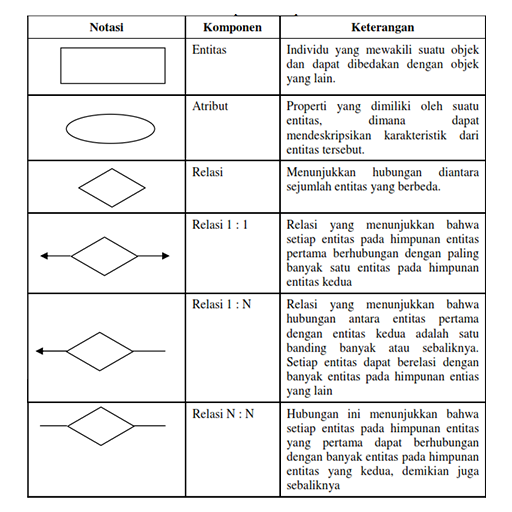 Notasi Komponen Keterangan
Entitas
Individu yang mewakili suatu objek
dan dapat dibedakan dengan objek
yang lain.
Atribut
Properti yang dimiliki oleh suatu
entitas, dimana dapat
mendeskripsikan karakteristik dari
entitas tersebut.
Relasi
Menunjukkan hubungan diantara
sejumlah entitas yang berbeda.
Relasi 1 : 1
Relasi yang menunjukkan bahwa
setiap entitas pada himpunan entitas
pertama berhubungan dengan paling
banyak satu entitas pada himpunan
entitas kedua
Relasi 1 : N
Relasi yang menunjukkan bahwa
hubungan antara entitas pertama
dengan entitas kedua adalah satu
banding banyak atau sebaliknya.
Setiap entitas dapat berelasi dengan
banyak entitas pada himpunan entias
yang lain
Relasi N : N
Hubungan ini menunjukkan bahwa
setiap entitas pada himpunan entitas
yang pertama dapat berhubungan
dengan banyak entitas pada himpunan
entitas yang kedua, demikian juga
sebaliknya